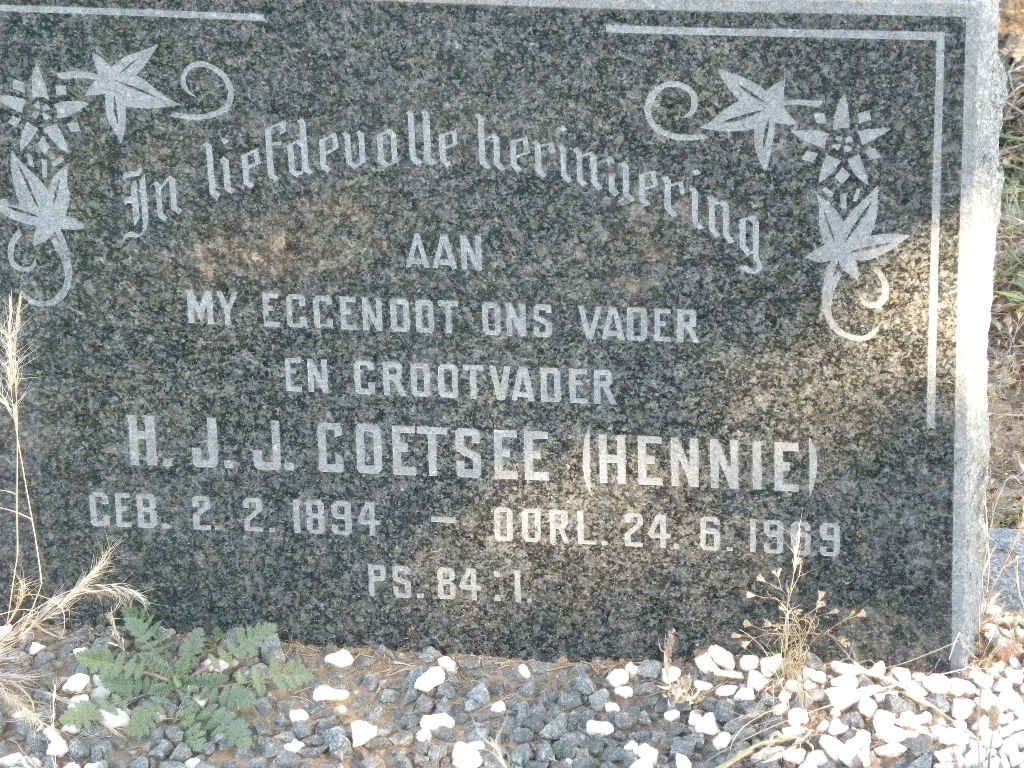 In liefdevolle herinnering
AAN
MY EGGENOOT ONS VADER
EN GROOTVADER
H. J. J. COETSEE (HENNIE)
GEB. 2. 2. 1894 — OORL. 24. 6. 1969
PS. 84:1.